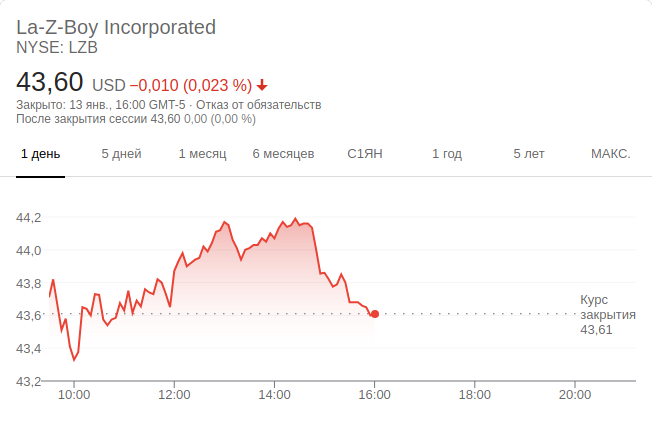 La-Z-Boy Incorporated
NYSE: LZB
43,60 USD −0,010 (0,023 %)
Закрыто: 13 янв., 16:00 GMT-5 · Отказ от обязательств
После закрытия сессии 43,60 0,00 (0,00 %)
1 день 5 дней 1 месяц 6 месяцев С1ЯН 1 год 5 лет МАКС.
44,2
44,0
43,8
43,6
43,4
43,2
Курс
закрытия
43,61
10:00 12:00 14:00 16:00 18:00 20:00